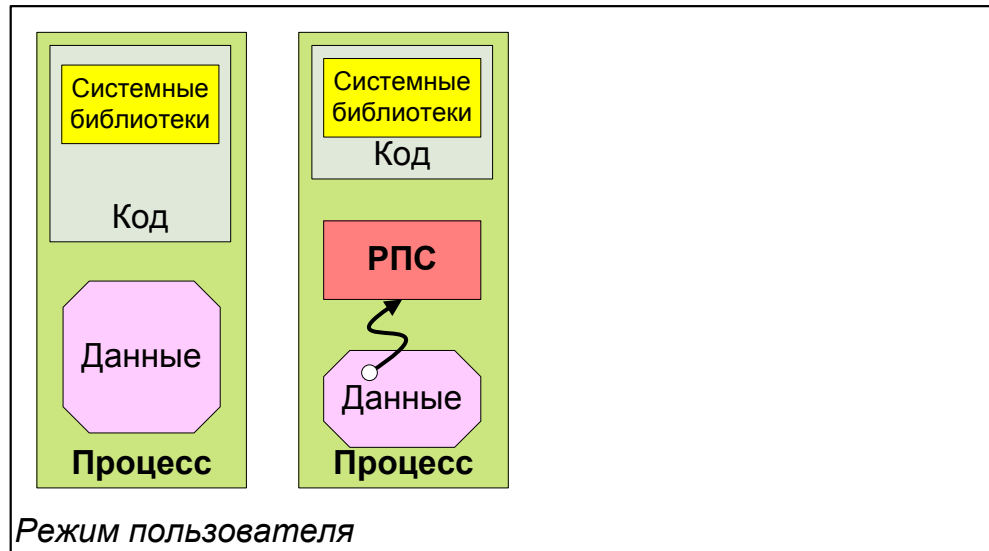 Системные
библиотеки
Код
Данные
Процесс
Системные
библиотеки
Код
РПС
Данные
Процесс
Режим пользователя